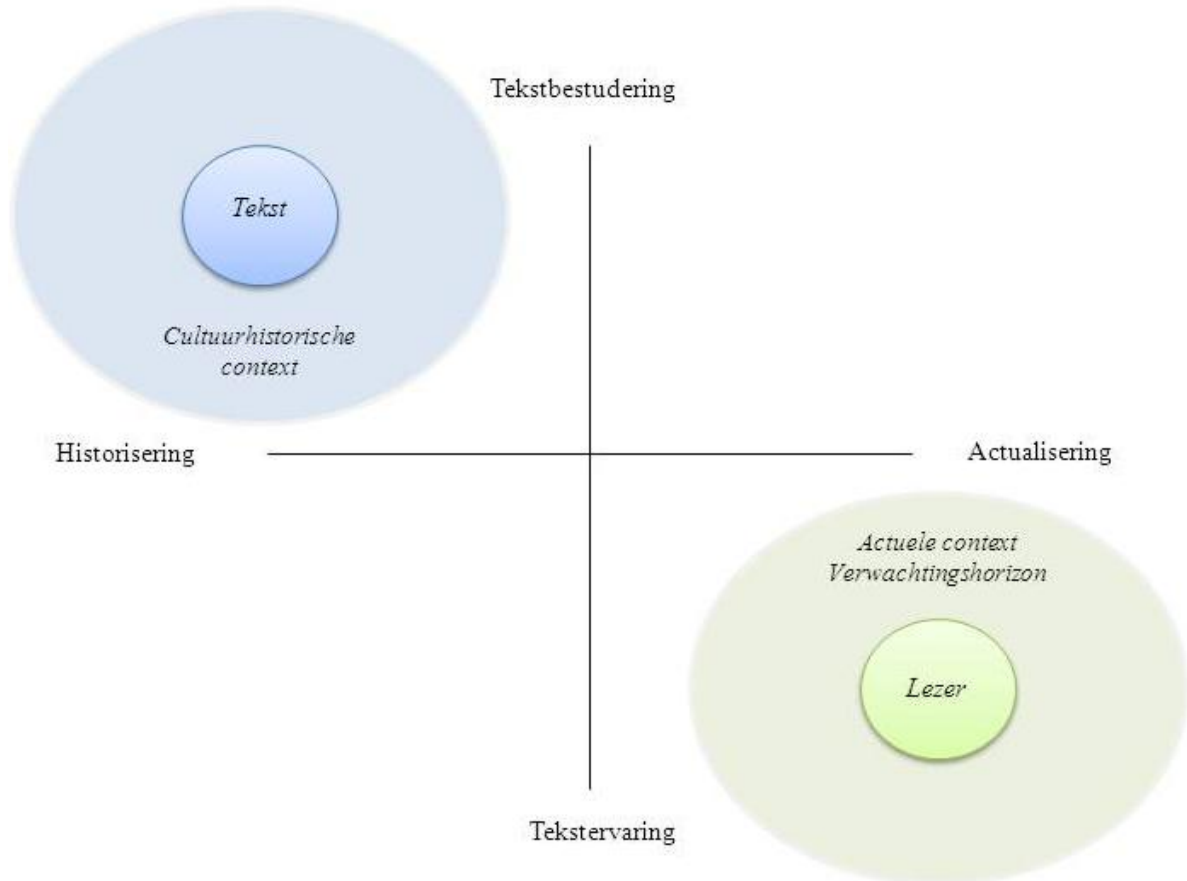 Tekstbestudering
Tekst
Cultuurhistorische
context
Historisering
Actualisering
Actuele context
Verwachtingshorizon
Lezer
Tekstervaring